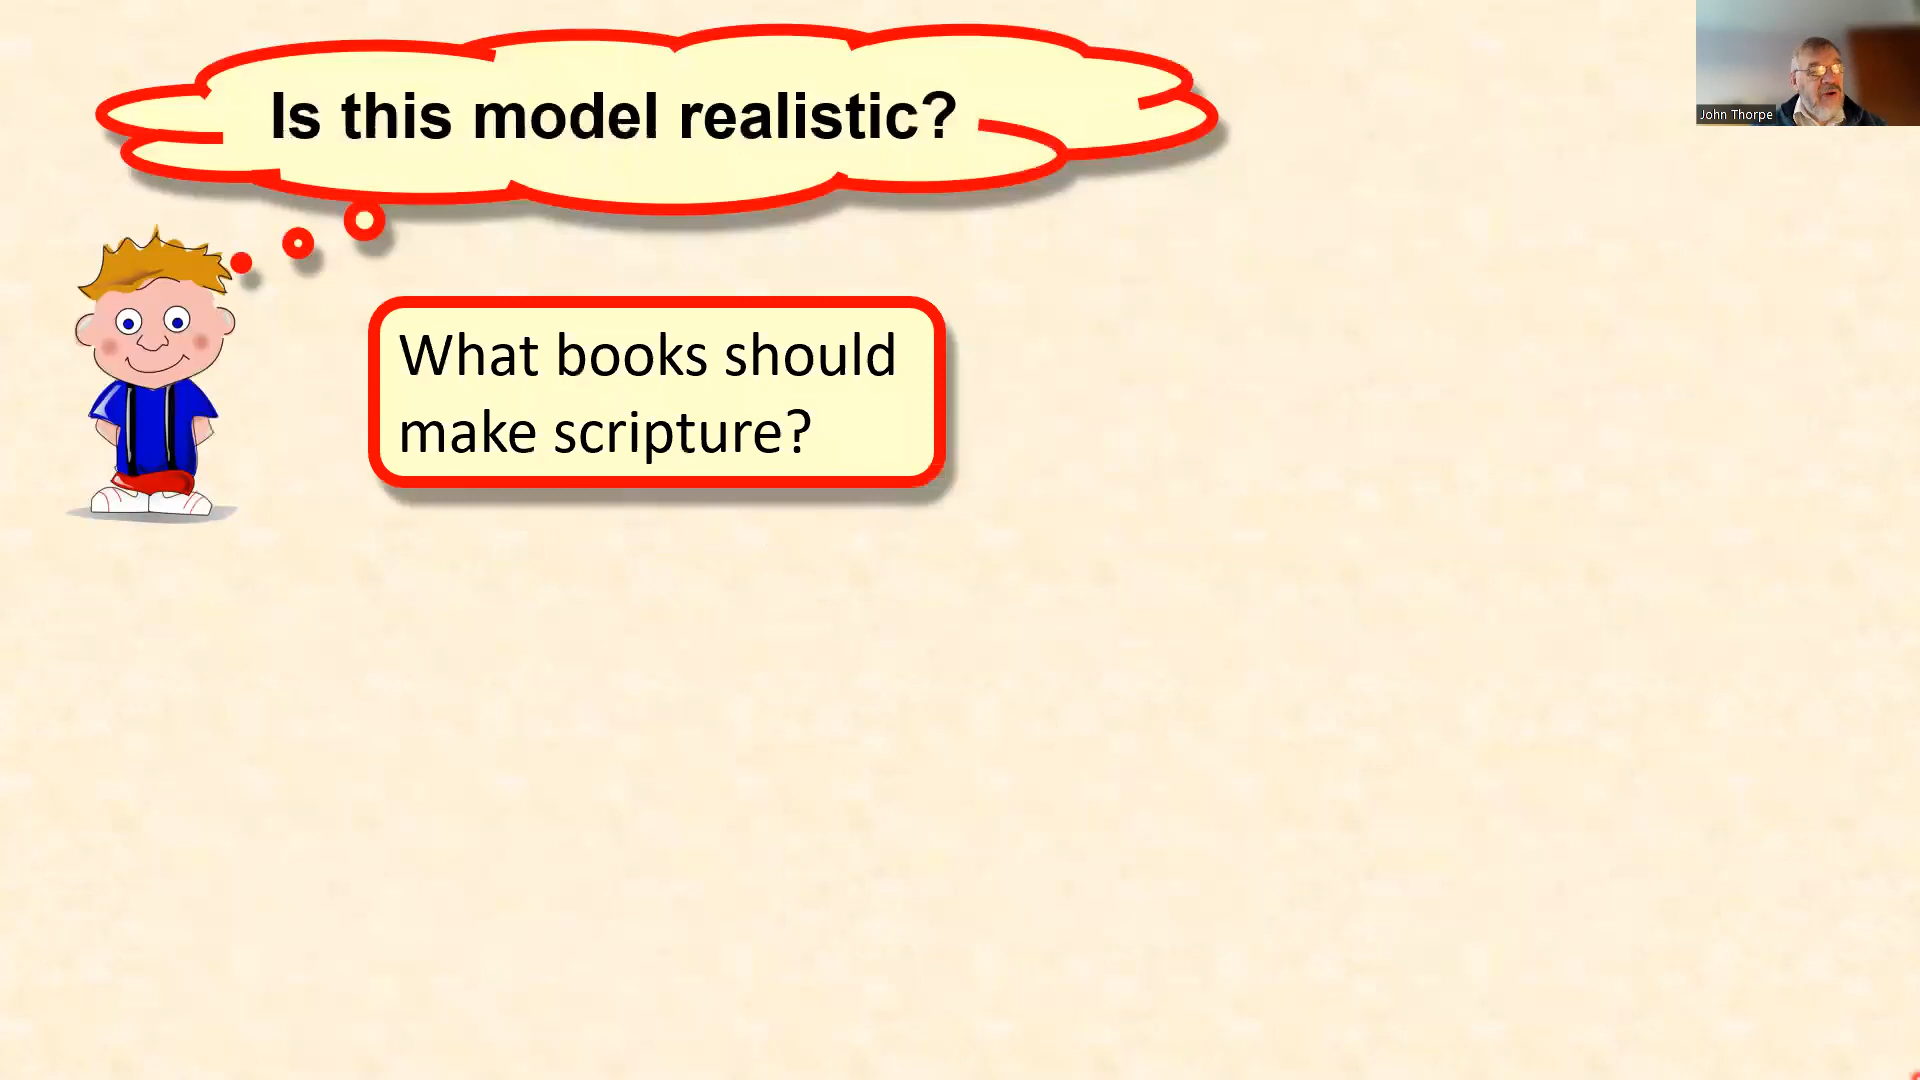 Is this model realistic?
John Thorpe
What books should
make scripture?